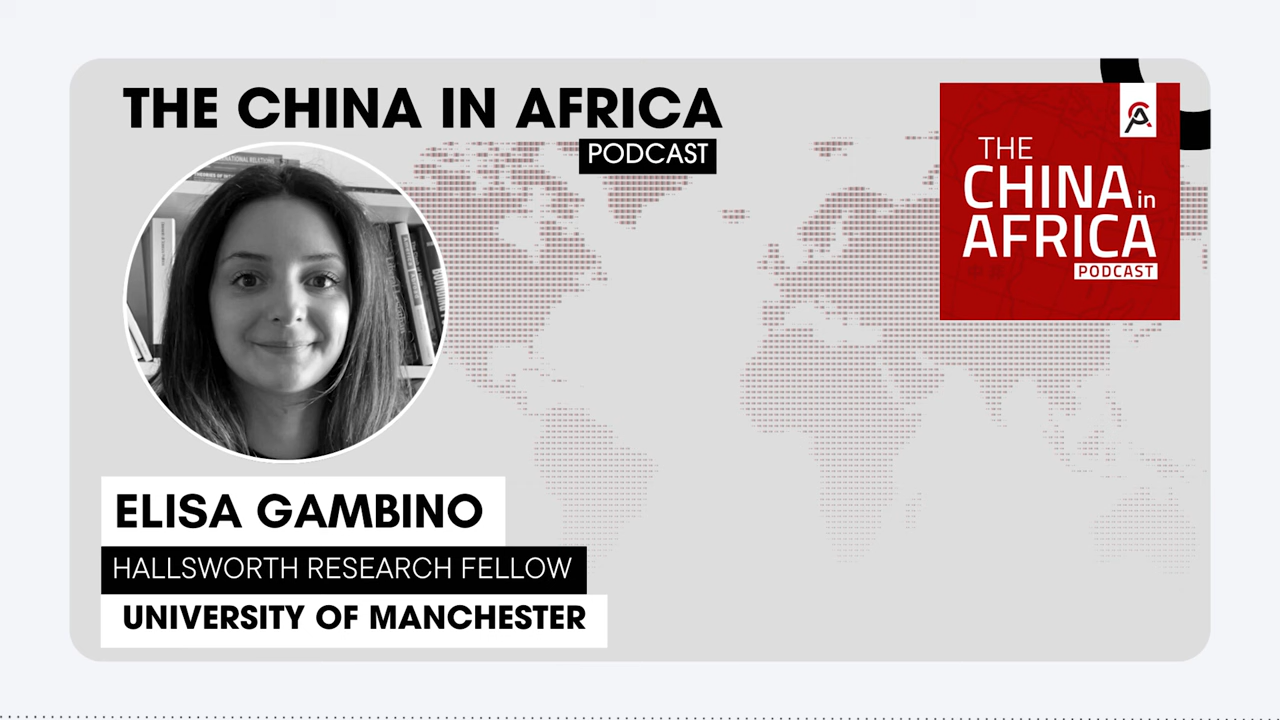 THE CHINA IN AFRICA
PODCAST
THE
CHINA in
AFRICA
PODCAST
ELISA GAMBINO
HALLSWORTH RESEARCH FELLOW
UNIVERSITY OF MANCHESTER